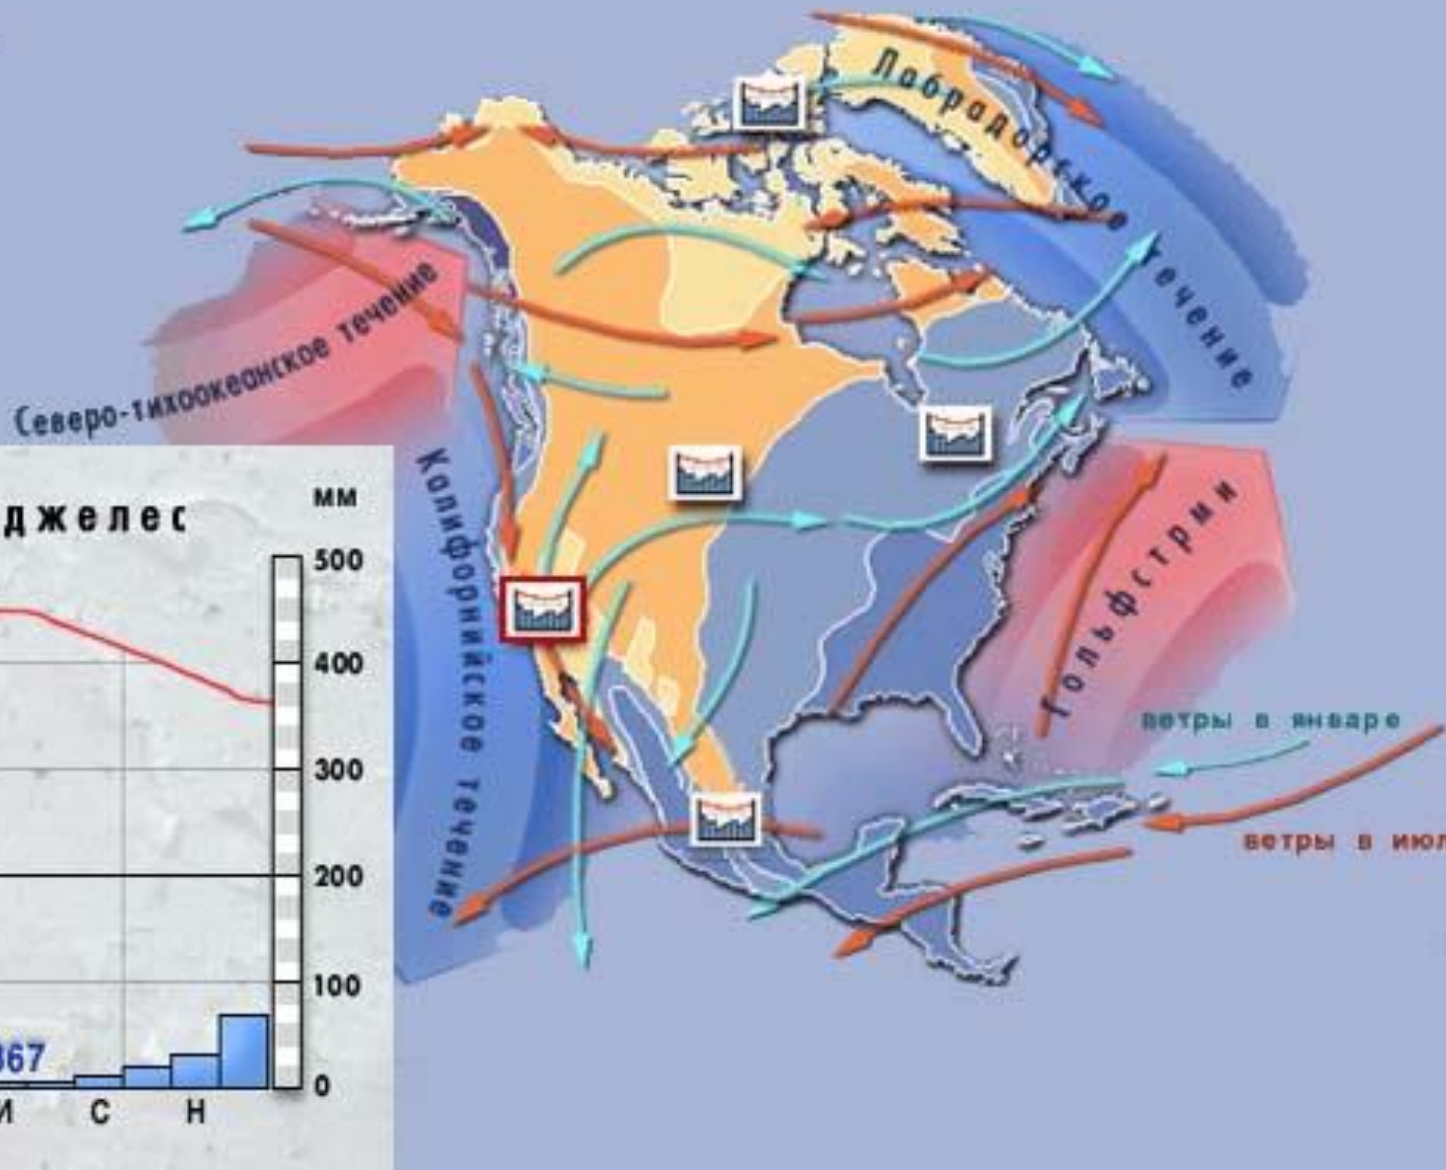 Лабрадорское течение
Северо-тихоокеанское течение
Калифорнийское течение
Гольфстрми
ветры в январе
ветры в июл
джелес
мм
500
400
300
200
100
0
367
И С Н